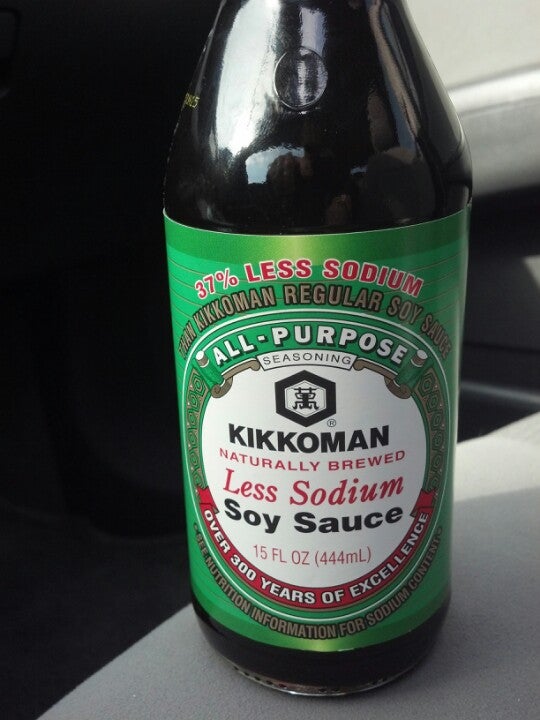 37% LESS SODIUM
THAN KIKKOMAN REGULAR SOY SAUCE
ALL-PURPOSE
SEASONING
®
KIKKOMAN
NATURALLY BREWED
Less Sodium
Soy Sauce
15 FL OZ (444mL)
OVER 300 YEARS OF EXCELLENCE
SEE NUTRITION INFORMATION FOR SODIUM CONTENT